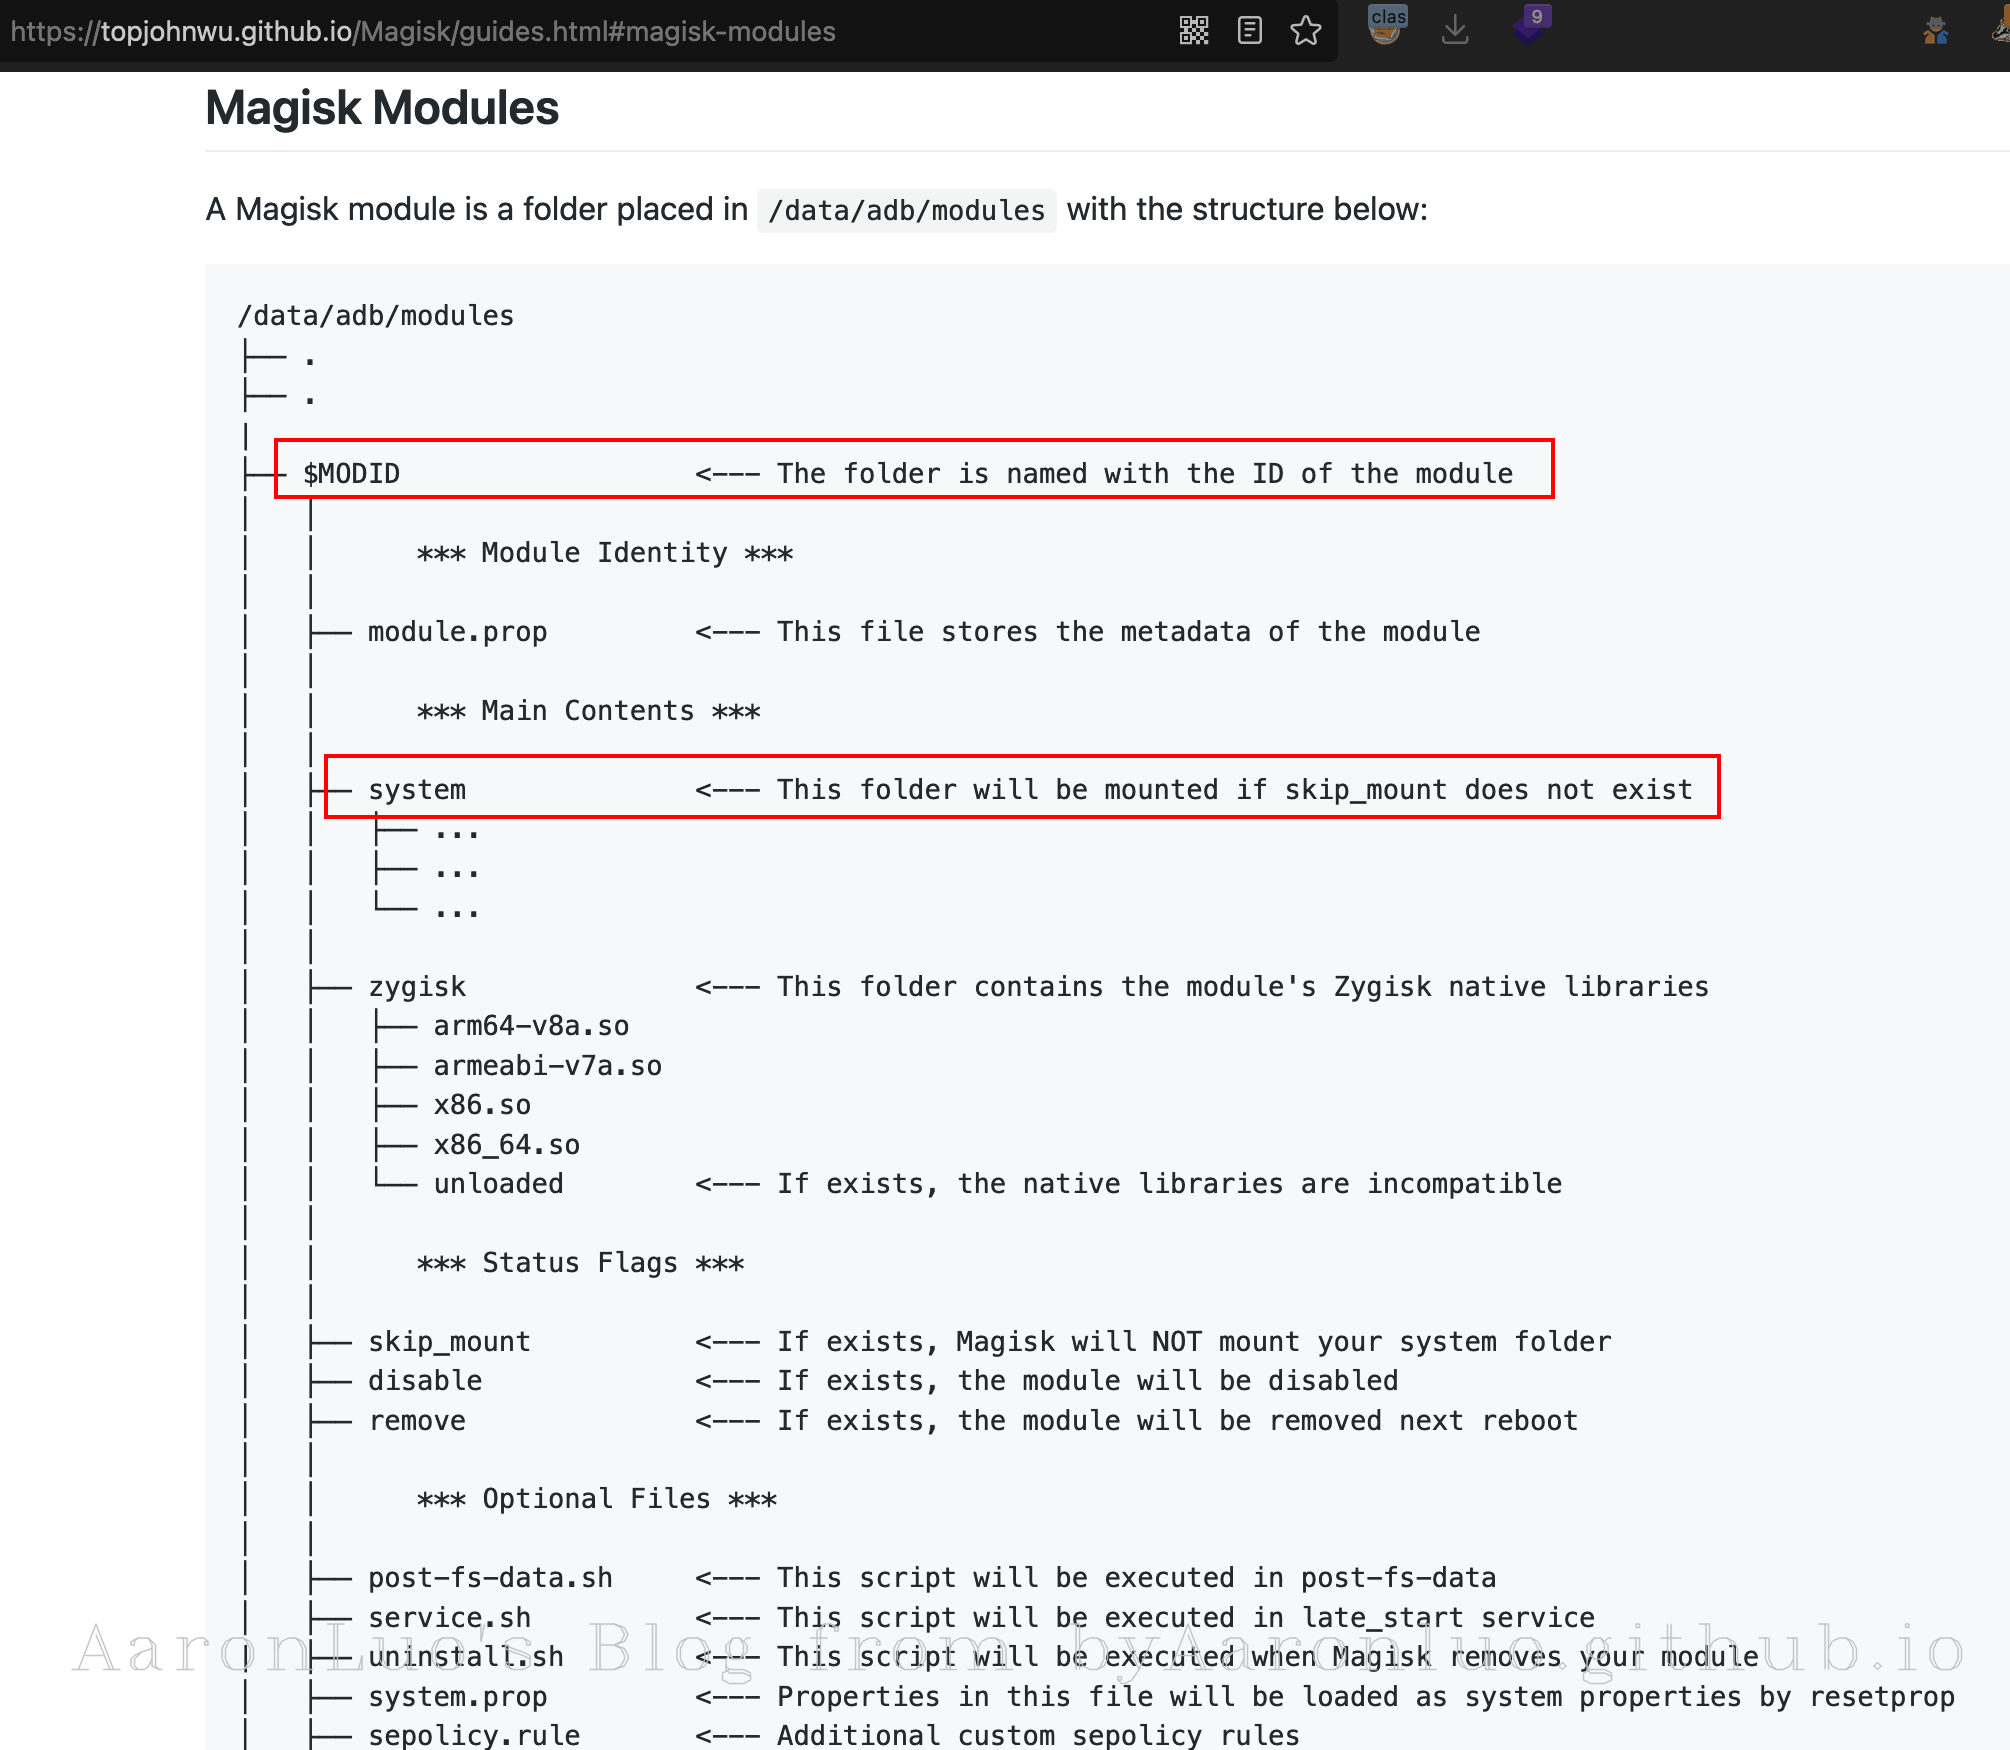 https://topjohnwu.github.io/Magisk/guides.html#magisk-modules
clas
9
Magisk Modules
A Magisk module is a folder placed in /data/adb/modules with the structure below:
/data/adb/modules
├── .
├── .
|
├── $MODID <--- The folder is named with the ID of the module
│   │
│   │ *** Module Identity ***
│   │
│   ├── module.prop <--- This file stores the metadata of the module
│   │
│   │ *** Main Contents ***
│   │
│   ├── system <--- This folder will be mounted if skip_mount does not exist
│   │   ├── ...
│   │   ├── ...
│   │   └── ...
│   │
│   ├── zygisk <--- This folder contains the module's Zygisk native libraries
│   │   ├── arm64-v8a.so
│   │   ├── armeabi-v7a.so
│   │   ├── x86.so
│   │   ├── x86_64.so
│   │   └── unloaded <--- If exists, the native libraries are incompatible
│   │
│   │ *** Status Flags ***
│   │
│   ├── skip_mount <--- If exists, Magisk will NOT mount your system folder
│   ├── disable <--- If exists, the module will be disabled
│   ├── remove <--- If exists, the module will be removed next reboot
│   │
│   │ *** Optional Files ***
│   │
│   ├── post-fs-data.sh <--- This script will be executed in post-fs-data
│   ├── service.sh <--- This script will be executed in late_start service
│   ├── uninstall.sh <--- This script will be executed when Magisk removes your module
AaronLuo's Blog from byAaronluo.github.io
│   ├── system.prop <--- Properties in this file will be loaded as system properties by resetprop
│   ├── sepolicy.rule <--- Additional custom sepolicy rules